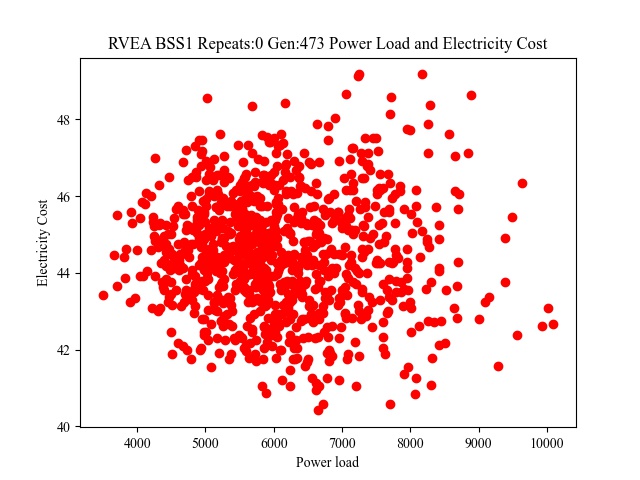 RVEA BSS1 Repeats:0 Gen:473 Power Load and Electricity Cost
Electricity Cost
48
46
44
42
40
4000 5000 6000 7000 8000 9000 10000
Power load